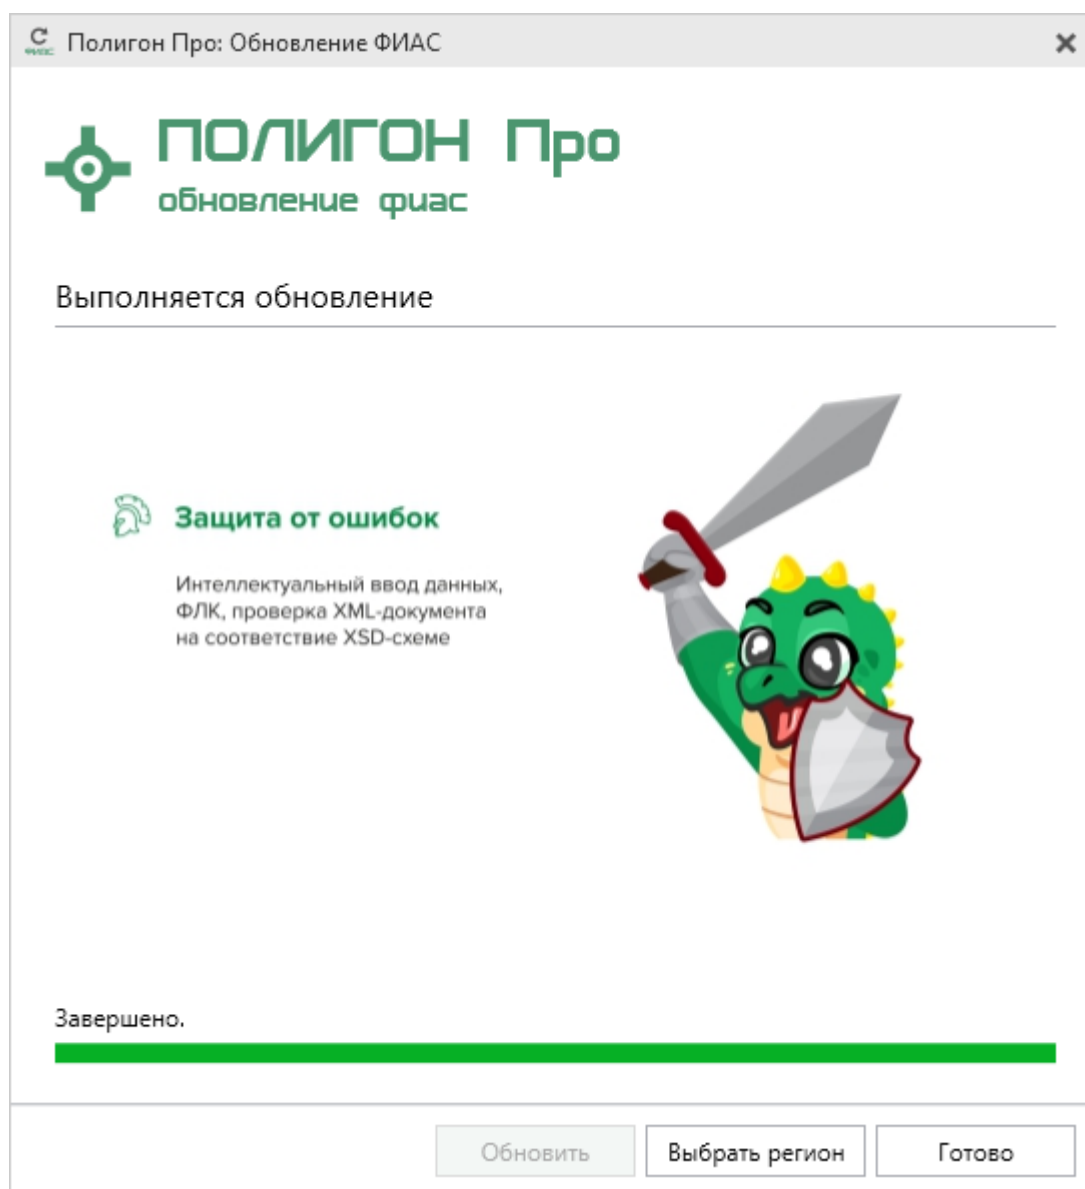 ФИАС
Полигон Про: Обновление ФИАС
ПОЛИГОН Про
обновление фиас
Выполняется обновление
Защита от ошибок
Интеллектуальный ввод данных,
ФЛК, проверка XML-документа
на соответствие XSD-схеме
Завершено.
Обновить
Выбрать регион
Готово